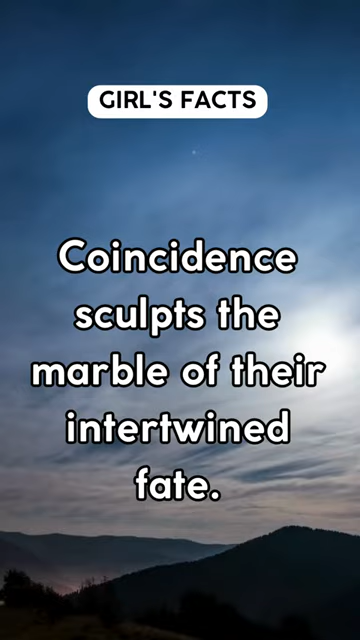 GIRL'S FACTS
Coincidence
sculpts the
marble of their
intertwined
fate.